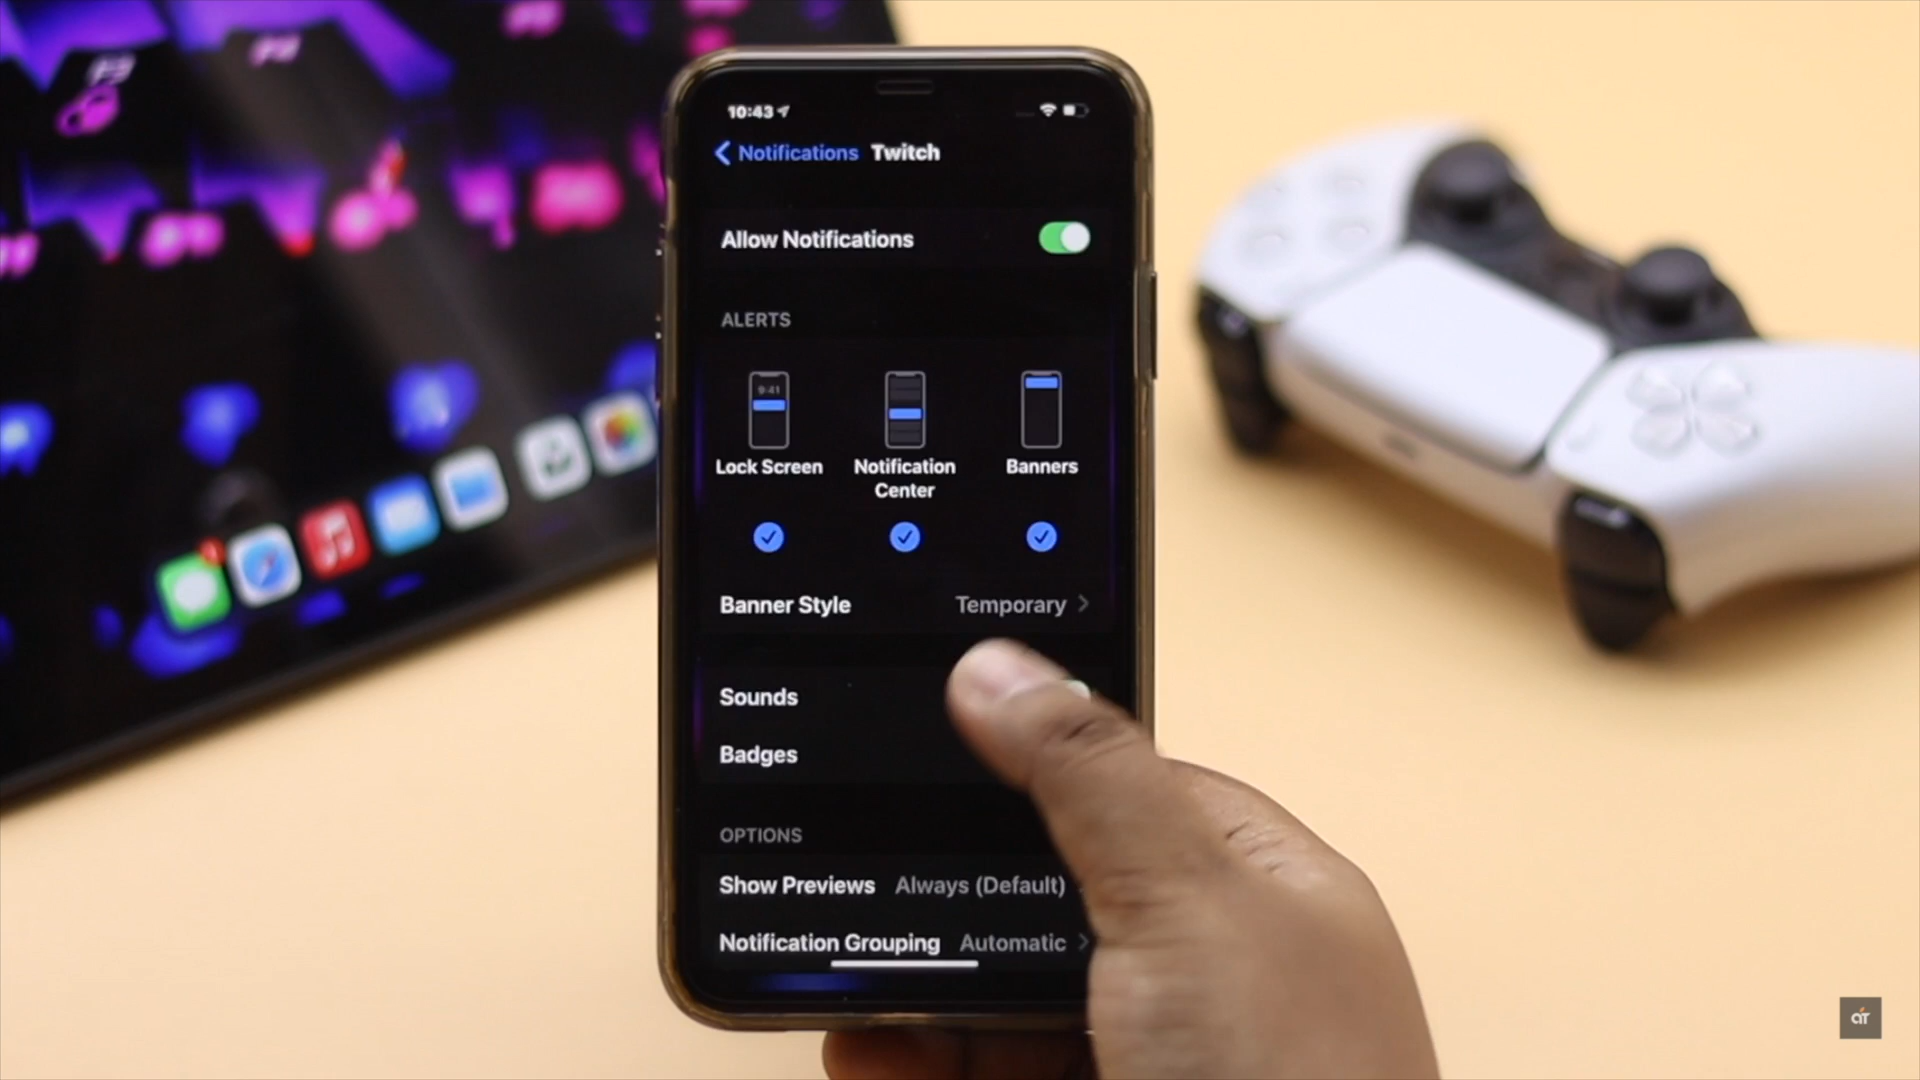 10:43
Notifications Twitch
Allow Notifications
ALERTS
9:41
Lock Screen
Notification
Center
Banners
Banner Style Temporary
Sounds
Badges
OPTIONS
Show Previews Always (Default)
Notification Grouping Automatic